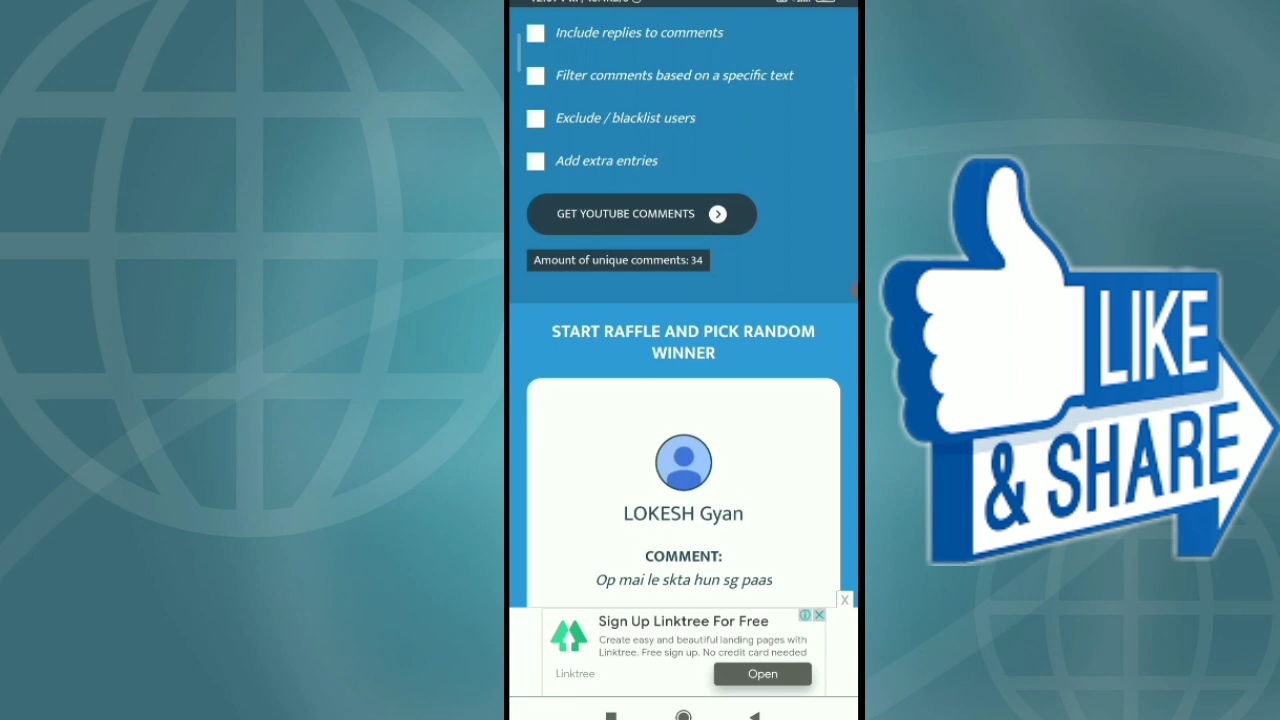 Include replies to comments
Filter comments based on a specific text
Exclude / blacklist users
Add extra entries
GET YOUTUBE COMMENTS
Amount of unique comments: 34
START RAFFLE AND PICK RANDOM
WINNER
LOKESH Gyan
COMMENT:
Op mai le skta hun sg paas
X
Sign Up Linktree For Free
Create easy and beautiful landing pages with
Linktree. Free sign up. No credit card needed
Linktree
Open
LIKE
& SHARE